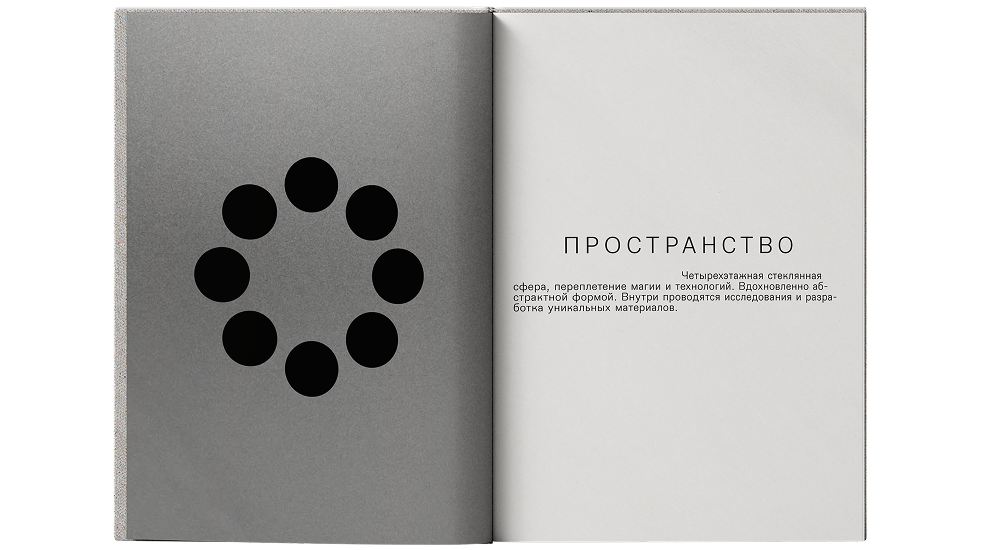 ПРОСТРАНСТВО
Четырехэтажная стеклянная
сфера, переплетение магии и технологий. Вдохновленно аб-
страктной формой. Внутри проводятся исследования и разра-
ботка уникальных материалов.